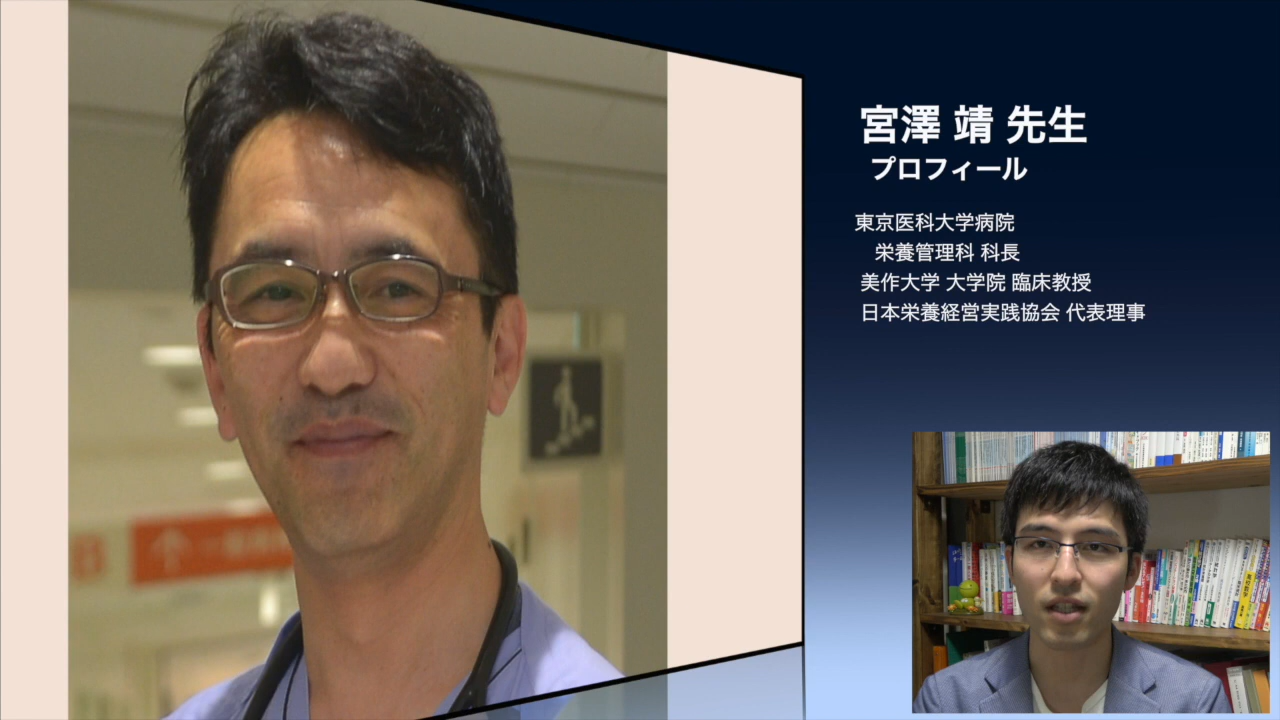 宮澤 靖 先生
プロフィール
東京医科大学病院
栄養管理科 科長
美作大学 大学院 臨床教授
日本栄養経営実践協会 代表理事